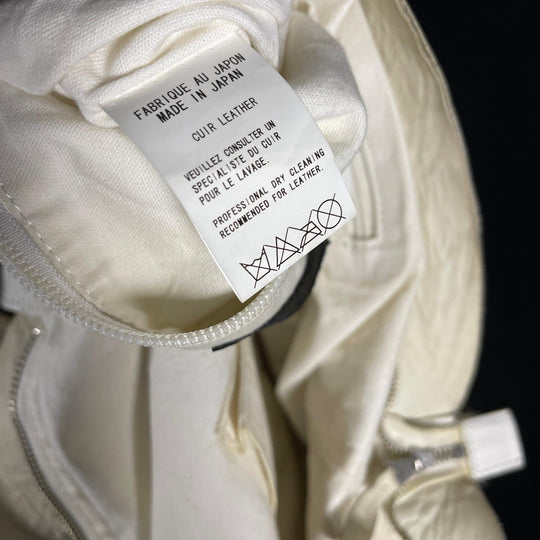 FABRIQUE AU JAPON
MADE IN JAPAN
CUIR LEATHER
VEUILLEZ CONSULTER UN
SPECIALISTE DU CUIR
POUR LE LAVAGE.
PROFESSIONAL DRY CLEANING
RECOMMENDED FOR LEATHER.